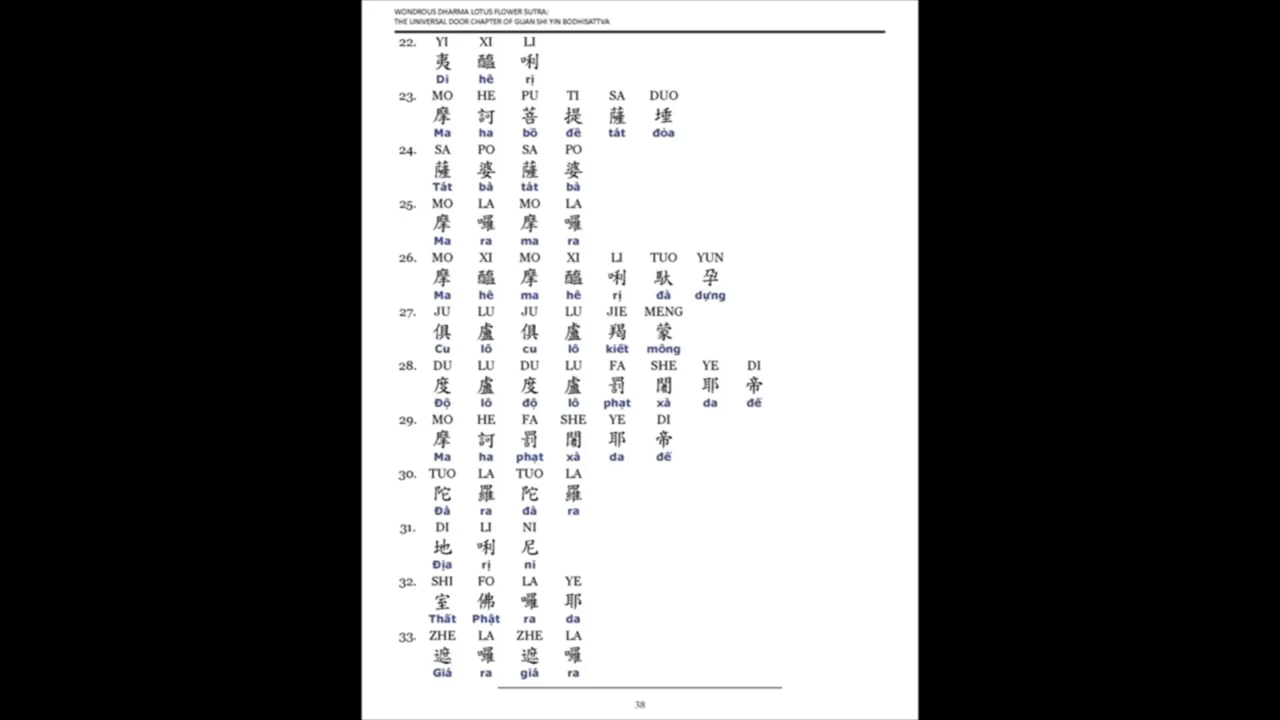 WONDROUS DHARMA LOTUS FLOWER SUTRA:
THE UNIVERSAL DOOR CHAPTER OF GUAN SHI YIN BODHISATTVA
22. YI XI LI
夷 醯 唎
Di hê rị
23. MO HE PU TI SA DUO
摩 訶 菩 提 薩 埵
Ma ha bồ đề tát đỏa
24. SA PO SA PO
薩 婆 薩 婆
Tát bà tát bà
25. MO LA MO LA
摩 囉 摩 囉
Ma ra ma ra
26. MO XI MO XI LI TUO YUN
摩 醯 摩 醯 唎 馱 孕
Ma hê ma hê rị đà dựng
27. JU LU JU LU JIE MENG
俱 盧 俱 盧 羯 蒙
Cu lô cu lô kiết mông
28. DU LU DU LU FA SHE YE DI
度 盧 度 盧 罰 闍 耶 帝
Độ lô độ lô phạt xà da đế
29. MO HE FA SHE YE DI
摩 訶 罰 闍 耶 帝
Ma ha phạt xà da đế
30. TUO LA TUO LA
陀 羅 陀 羅
Đà ra đà ra
31. DI LI NI
地 唎 尼
Địa rị ni
32. SHI FO LA YE
室 佛 囉 耶
Thất Phật ra da
33. ZHE LA ZHE LA
遮 囉 遮 囉
Giá ra giá ra
38